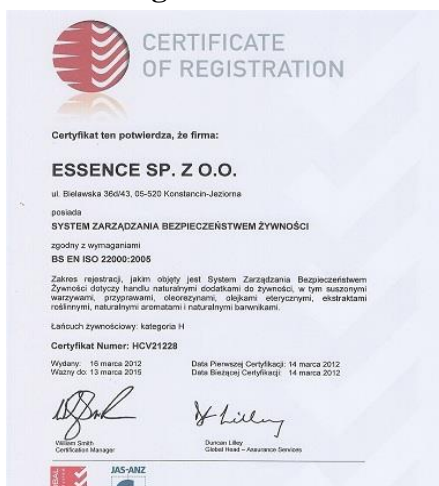 CERTIFICATE
OF REGISTRATION
Certyfikat ten potwierdza, że firma:
ESSENCE SP. Z O.O.
ul. Bielawska 36d/43, 05-520 Konstancin-Jeziorna
posiada
SYSTEM ZARZĄDZANIA BEZPIECZEŃSTWEM ŻYWNOŚCI
zgodny z wymaganiami
BS EN ISO 22000:2005
Zakres rejestracji, jakim objęty jest System Zarządzania Bezpieczeństwem
Żywności dotyczy handlu naturalnymi dodatkami do żywności, w tym suszonymi
warzywami, przyprawami, oleorezynami, olejkami eterycznymi, ekstraktami
roślinnymi, naturalnymi aromatami i naturalnymi barwnikami.
Łańcuch żywnościowy: kategoria H
Certyfikat Numer: HCV21228
Wydany: 16 marca 2012 Data Pierwszej Certyfikacji: 14 marca 2012
Ważny do: 13 marca 2015 Data Bieżącej Certyfikacji: 14 marca 2012
William Smith Duncan Lilley
Certification Manager Global Head – Assurance Services
JAS-ANZ